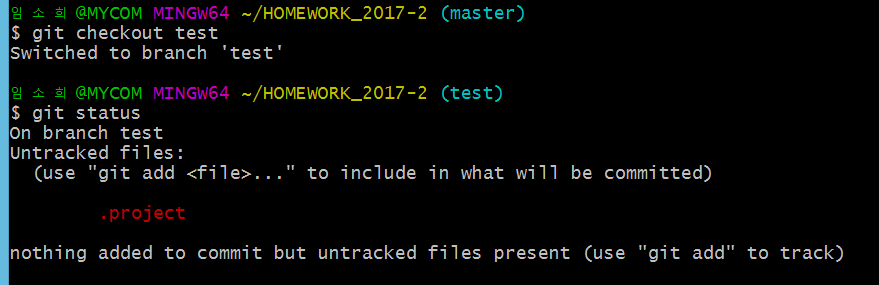 임 소 희 @MYCOM MINGW64 ~/HOMEWORK_2017-2 (master)
$ git checkout test
Switched to branch 'test'
임 소 희 @MYCOM MINGW64 ~/HOMEWORK_2017-2 (test)
$ git status
On branch test
Untracked files:
(use "git add <file>..." to include in what will be committed)
.project
nothing added to commit but untracked files present (use "git add" to track)